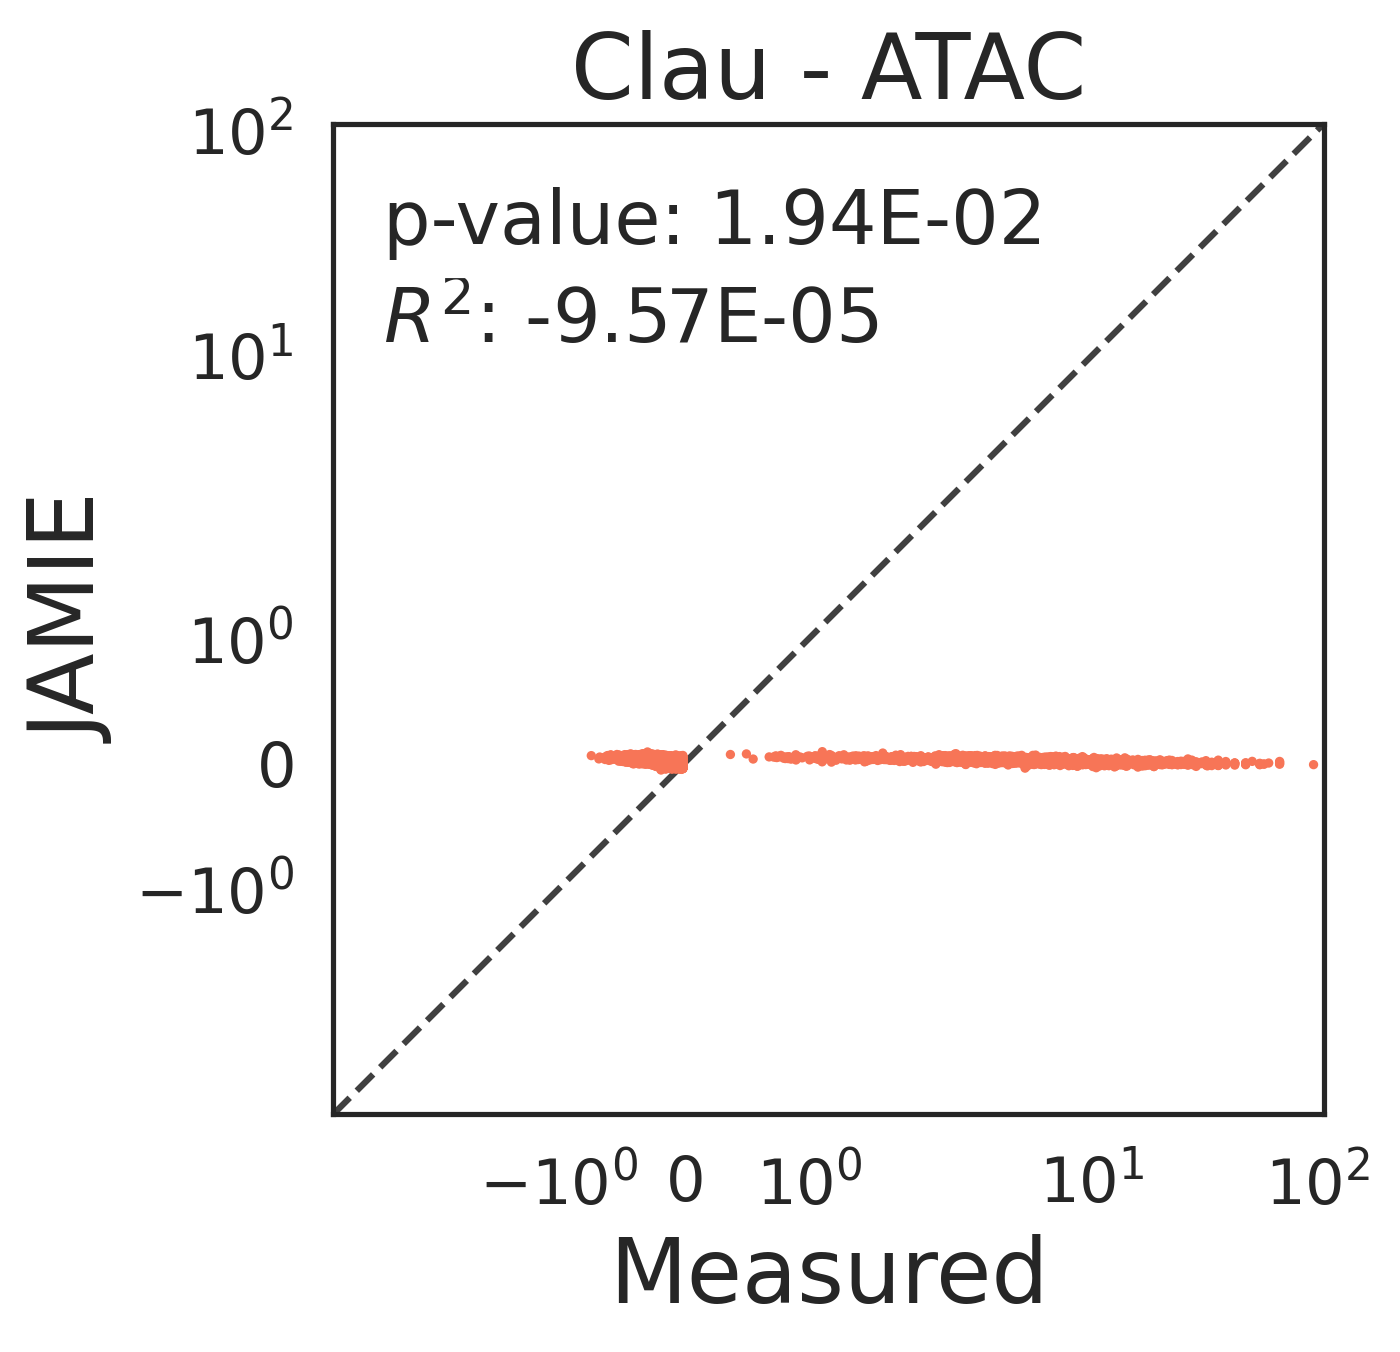 Clau - ATAC
p-value: 1.94E-02
R²: -9.57E-05
JAMIE
10²
10¹
10⁰
0
−10⁰
−10⁰ 0 10⁰ 10¹ 10²
Measured